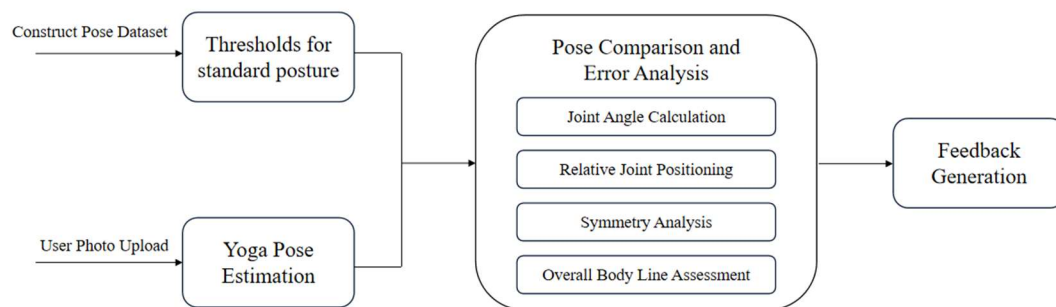 Construct Pose Dataset
Thresholds for
standard posture
User Photo Upload
Yoga Pose
Estimation
Pose Comparison and
Error Analysis
Joint Angle Calculation
Relative Joint Positioning
Symmetry Analysis
Overall Body Line Assessment
Feedback
Generation